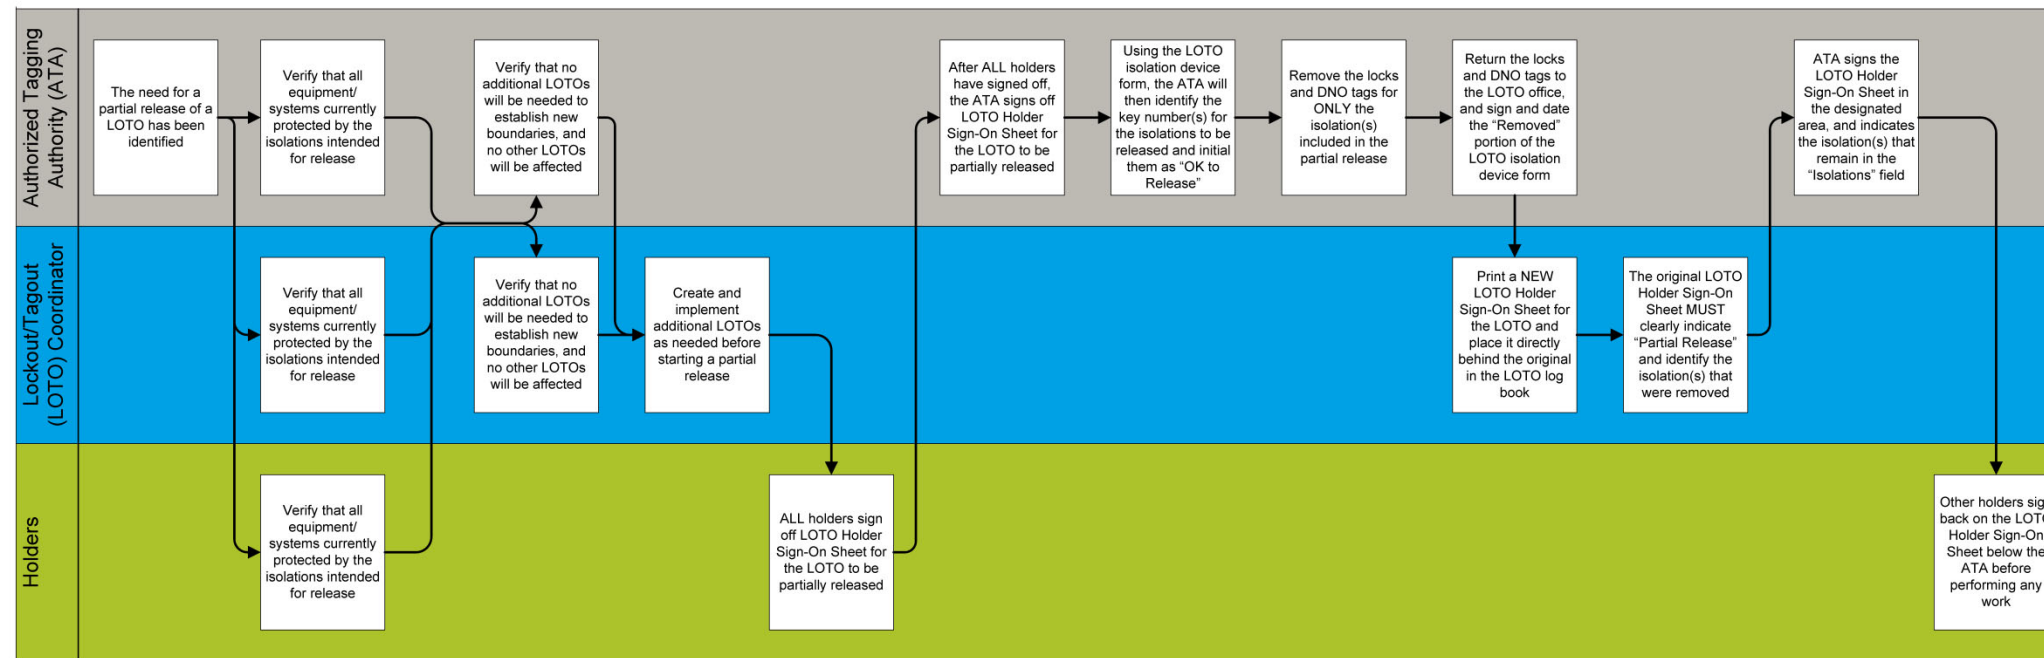 Authorized Tagging
Authority (ATA)
The need for a
partial release of a
LOTO has been
identified
Verify that all
equipment/
systems currently
protected by the
isolations intended
for release
Verify that no
additional LOTOs
will be needed to
establish new
boundaries, and
no other LOTOs
will be affected
After ALL holders
have signed off,
the ATA signs off
LOTO Holder
Sign-On Sheet for
the LOTO to be
partially released
Using the LOTO
isolation device
form, the ATA will
then identify the
key number(s) for
the isolations to be
released and initial
them as “OK to
Release”
Remove the locks
and DNO tags for
ONLY the
isolation(s)
included in the
partial release
Return the locks
and DNO tags to
the LOTO office,
and sign and date
the “Removed”
portion of the
LOTO isolation
device form
ATA signs the
LOTO Holder
Sign-On Sheet in
the designated
area, and indicates
the isolation(s) that
remain in the
“Isolations” field
Lockout/Tagout
(LOTO) Coordinator
Verify that all
equipment/
systems currently
protected by the
isolations intended
for release
Verify that no
additional LOTOs
will be needed to
establish new
boundaries, and
no other LOTOs
will be affected
Create and
implement
additional LOTOs
as needed before
starting a partial
release
Print a NEW
LOTO Holder
Sign-On Sheet for
the LOTO and
place it directly
behind the original
in the LOTO log
book
The original LOTO
Holder Sign-On
Sheet MUST
clearly indicate
“Partial Release”
and identify the
isolation(s) that
were removed
Holders
Verify that all
equipment/
systems currently
protected by the
isolations intended
for release
ALL holders sign
off LOTO Holder
Sign-On Sheet for
the LOTO to be
partially released
Other holders sig
back on the LOTO
Holder Sign-On
Sheet below the
ATA before
performing any
work